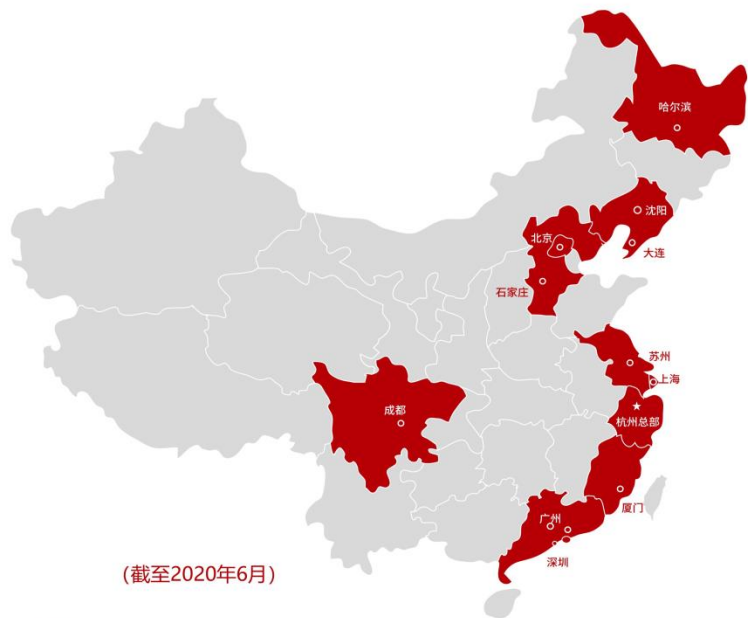 哈尔滨
沈阳
北京
大连
石家庄
苏州
上海
成都
杭州总部
厦门
广州
深圳
(截至2020年6月)